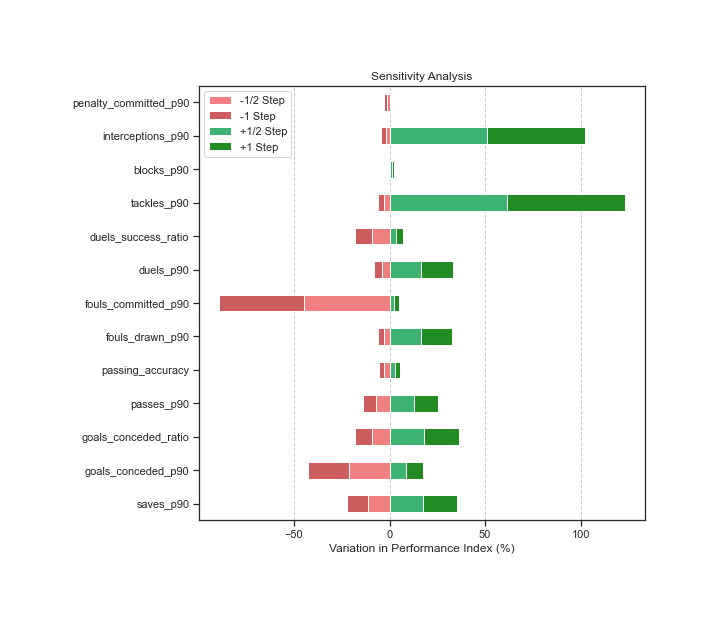 Sensitivity Analysis
-1/2 Step
-1 Step
+1/2 Step
+1 Step
penalty_committed_p90
interceptions_p90
blocks_p90
tackles_p90
duels_success_ratio
duels_p90
fouls_committed_p90
fouls_drawn_p90
passing_accuracy
passes_p90
goals_conceded_ratio
goals_conceded_p90
saves_p90
−50 0 50 100
Variation in Performance Index (%)